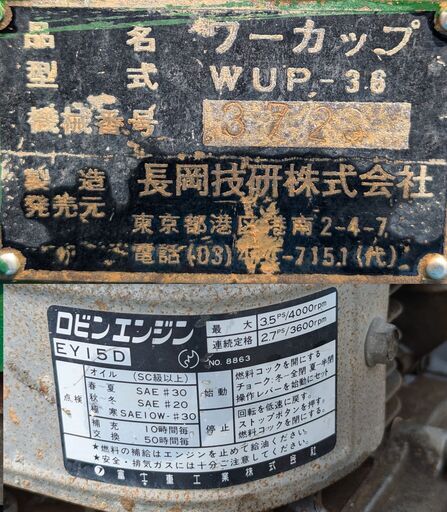 品名 ワーカップ
型式 WUP-36
機械番号 3723
製造発売元 長岡技研株式会社
東京都港区 南2-4-7
電話(03) -7151(代)
ロビンエンジン
EY15D
最大 3.5PS/4000rpm
連続定格 2.7PS/3600rpm
NO. 8863
点検
オイル (SC級以上)
春-夏 SAE #30
秋-冬 SAE #20
極寒 SAE10W-#30
補充 10時間毎
交換 50時間毎
始動
燃料コックを開にする
チョーク:冬-全閉 夏-半閉
操作レバーを始動にセット
停止
回転を低速に戻す。
ストップボタンを押す。
燃料コックを閉にする。
*燃料の補給はエンジンを止めて給油ください。
*安全・排気ガスには十分ご注意してください。
富士重工業株式会社